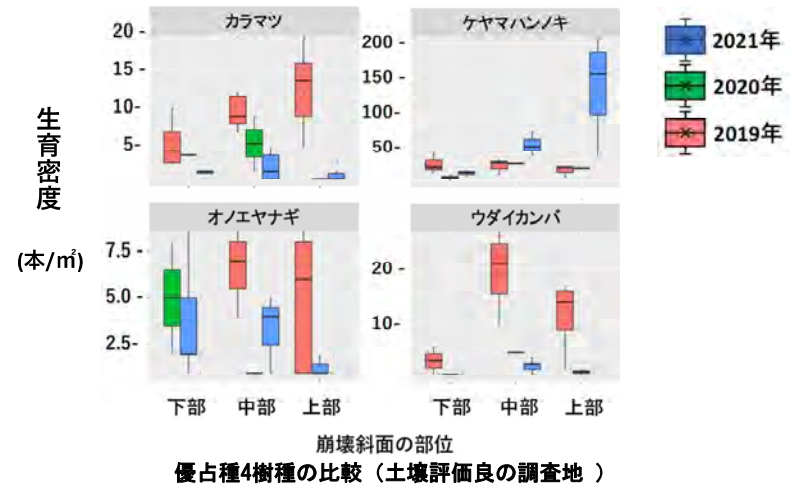 カラマツ
ケヤマハンノキ
20 -
15 -
10-
5-
200 -
150 -
100-
50-
2021年
2020年
2019年
生育密度
(本/㎡)
オノエヤナギ
ウダイカンバ
7.5-
5.0-
2.5-
20 -
10-
下部 中部 上部
下部 中部 上部
崩壊斜面の部位
優占種4樹種の比較（土壌評価良の調査地 ）